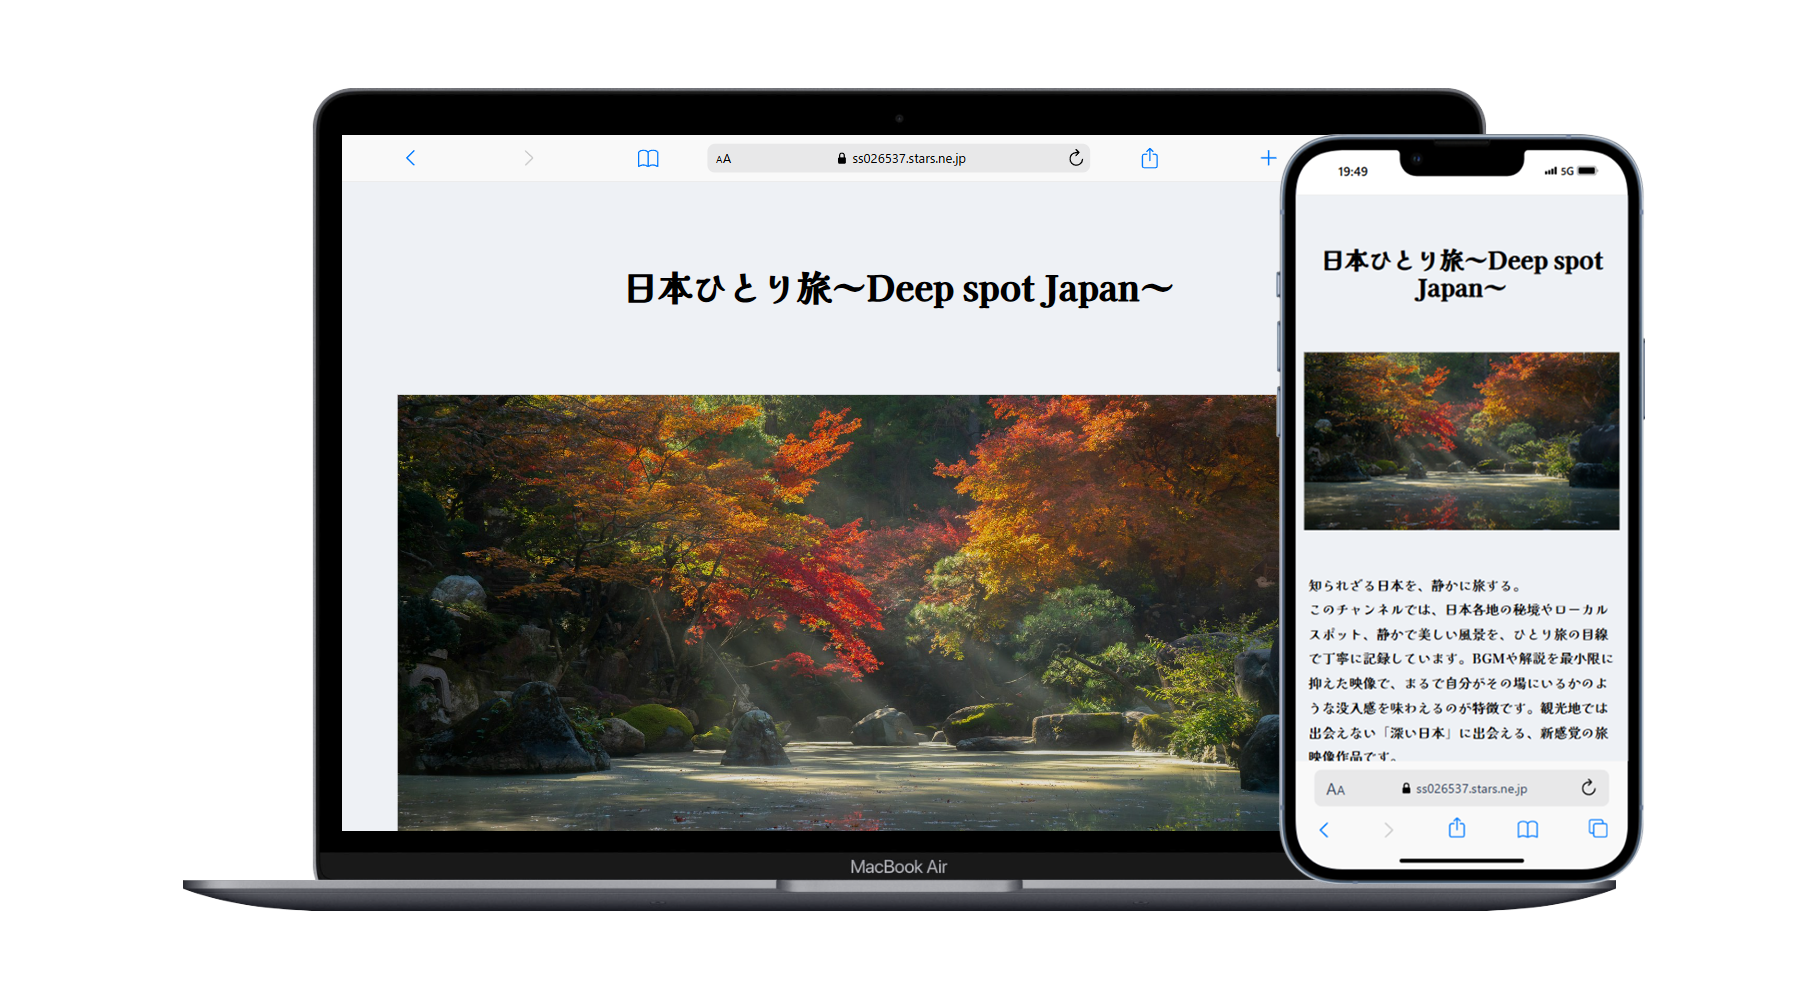 AA ss026537.stars.ne.jp
日本ひとり旅〜Deep spot Japan〜
MacBook Air
19:49 5G
日本ひとり旅〜Deep spot
Japan〜
知られざる日本を、静かに旅する。
このチャンネルでは、日本各地の秘境やローカル
スポット、静かで美しい風景を、ひとり旅の目線
で丁寧に記録しています。BGMや解説を最小限に
抑えた映像で、まるで自分がその場にいるかのよ
うな没入感を味わえるのが特徴です。観光地では
出会えない「深い日本」に出会える、新感覚の旅
映像作品です。
AA ss026537.stars.ne.jp